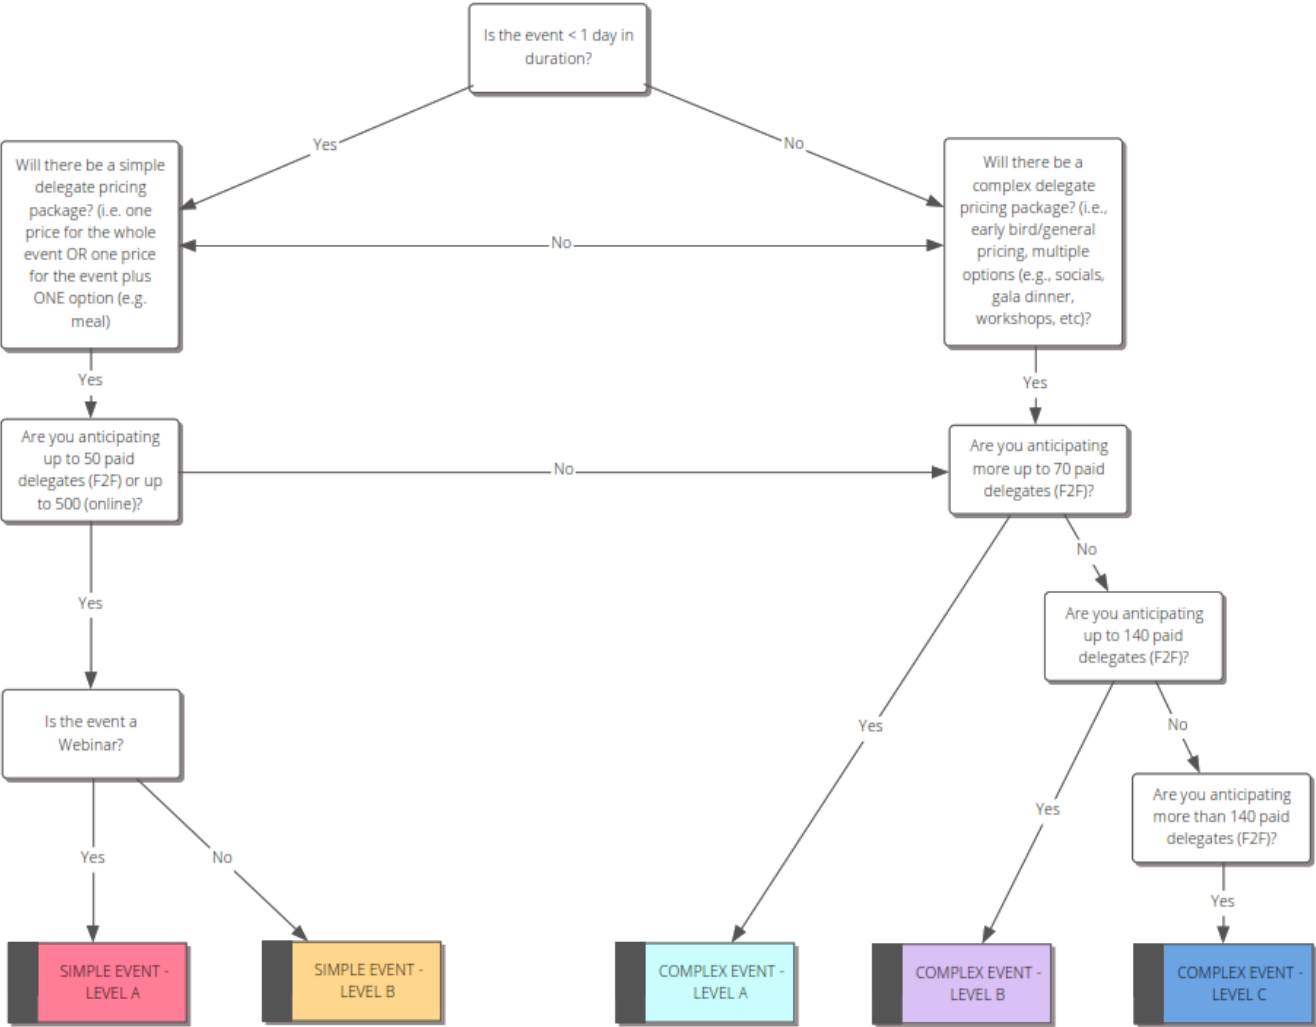 Is the event < 1 day in
duration?
Yes
No
Will there be a simple
delegate pricing
package? (i.e. one
price for the whole
event OR one price
for the event plus
ONE option (e.g.
meal)
No
Will there be a
complex delegate
pricing package? (i.e.,
early bird/general
pricing, multiple
options (e.g., socials,
gala dinner,
workshops, etc)?
Yes
Yes
Are you anticipating
up to 50 paid
delegates (F2F) or up
to 500 (online)?
No
Are you anticipating
more up to 70 paid
delegates (F2F)?
No
Yes
Are you anticipating
up to 140 paid
delegates (F2F)?
Is the event a
Webinar?
Yes
No
Are you anticipating
more than 140 paid
delegates (F2F)?
Yes
No
Yes
Yes
SIMPLE EVENT -
LEVEL A
SIMPLE EVENT -
LEVEL B
COMPLEX EVENT -
LEVEL A
COMPLEX EVENT -
LEVEL B
COMPLEX EVENT -
LEVEL C